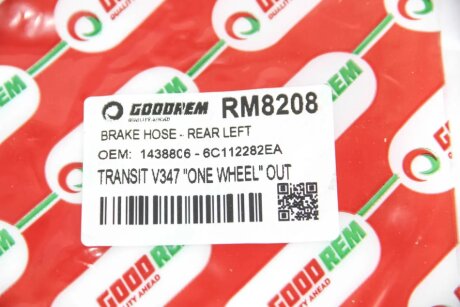 GOODREM
QUALITY AHEAD
GOODREM RM8208
QUALITY AHEAD
BRAKE HOSE - REAR LEFT
OEM: 1438806 - 6C112282EA
TRANSIT V347 "ONE WHEEL" OUT
GOODREM
QUALITY AHEAD